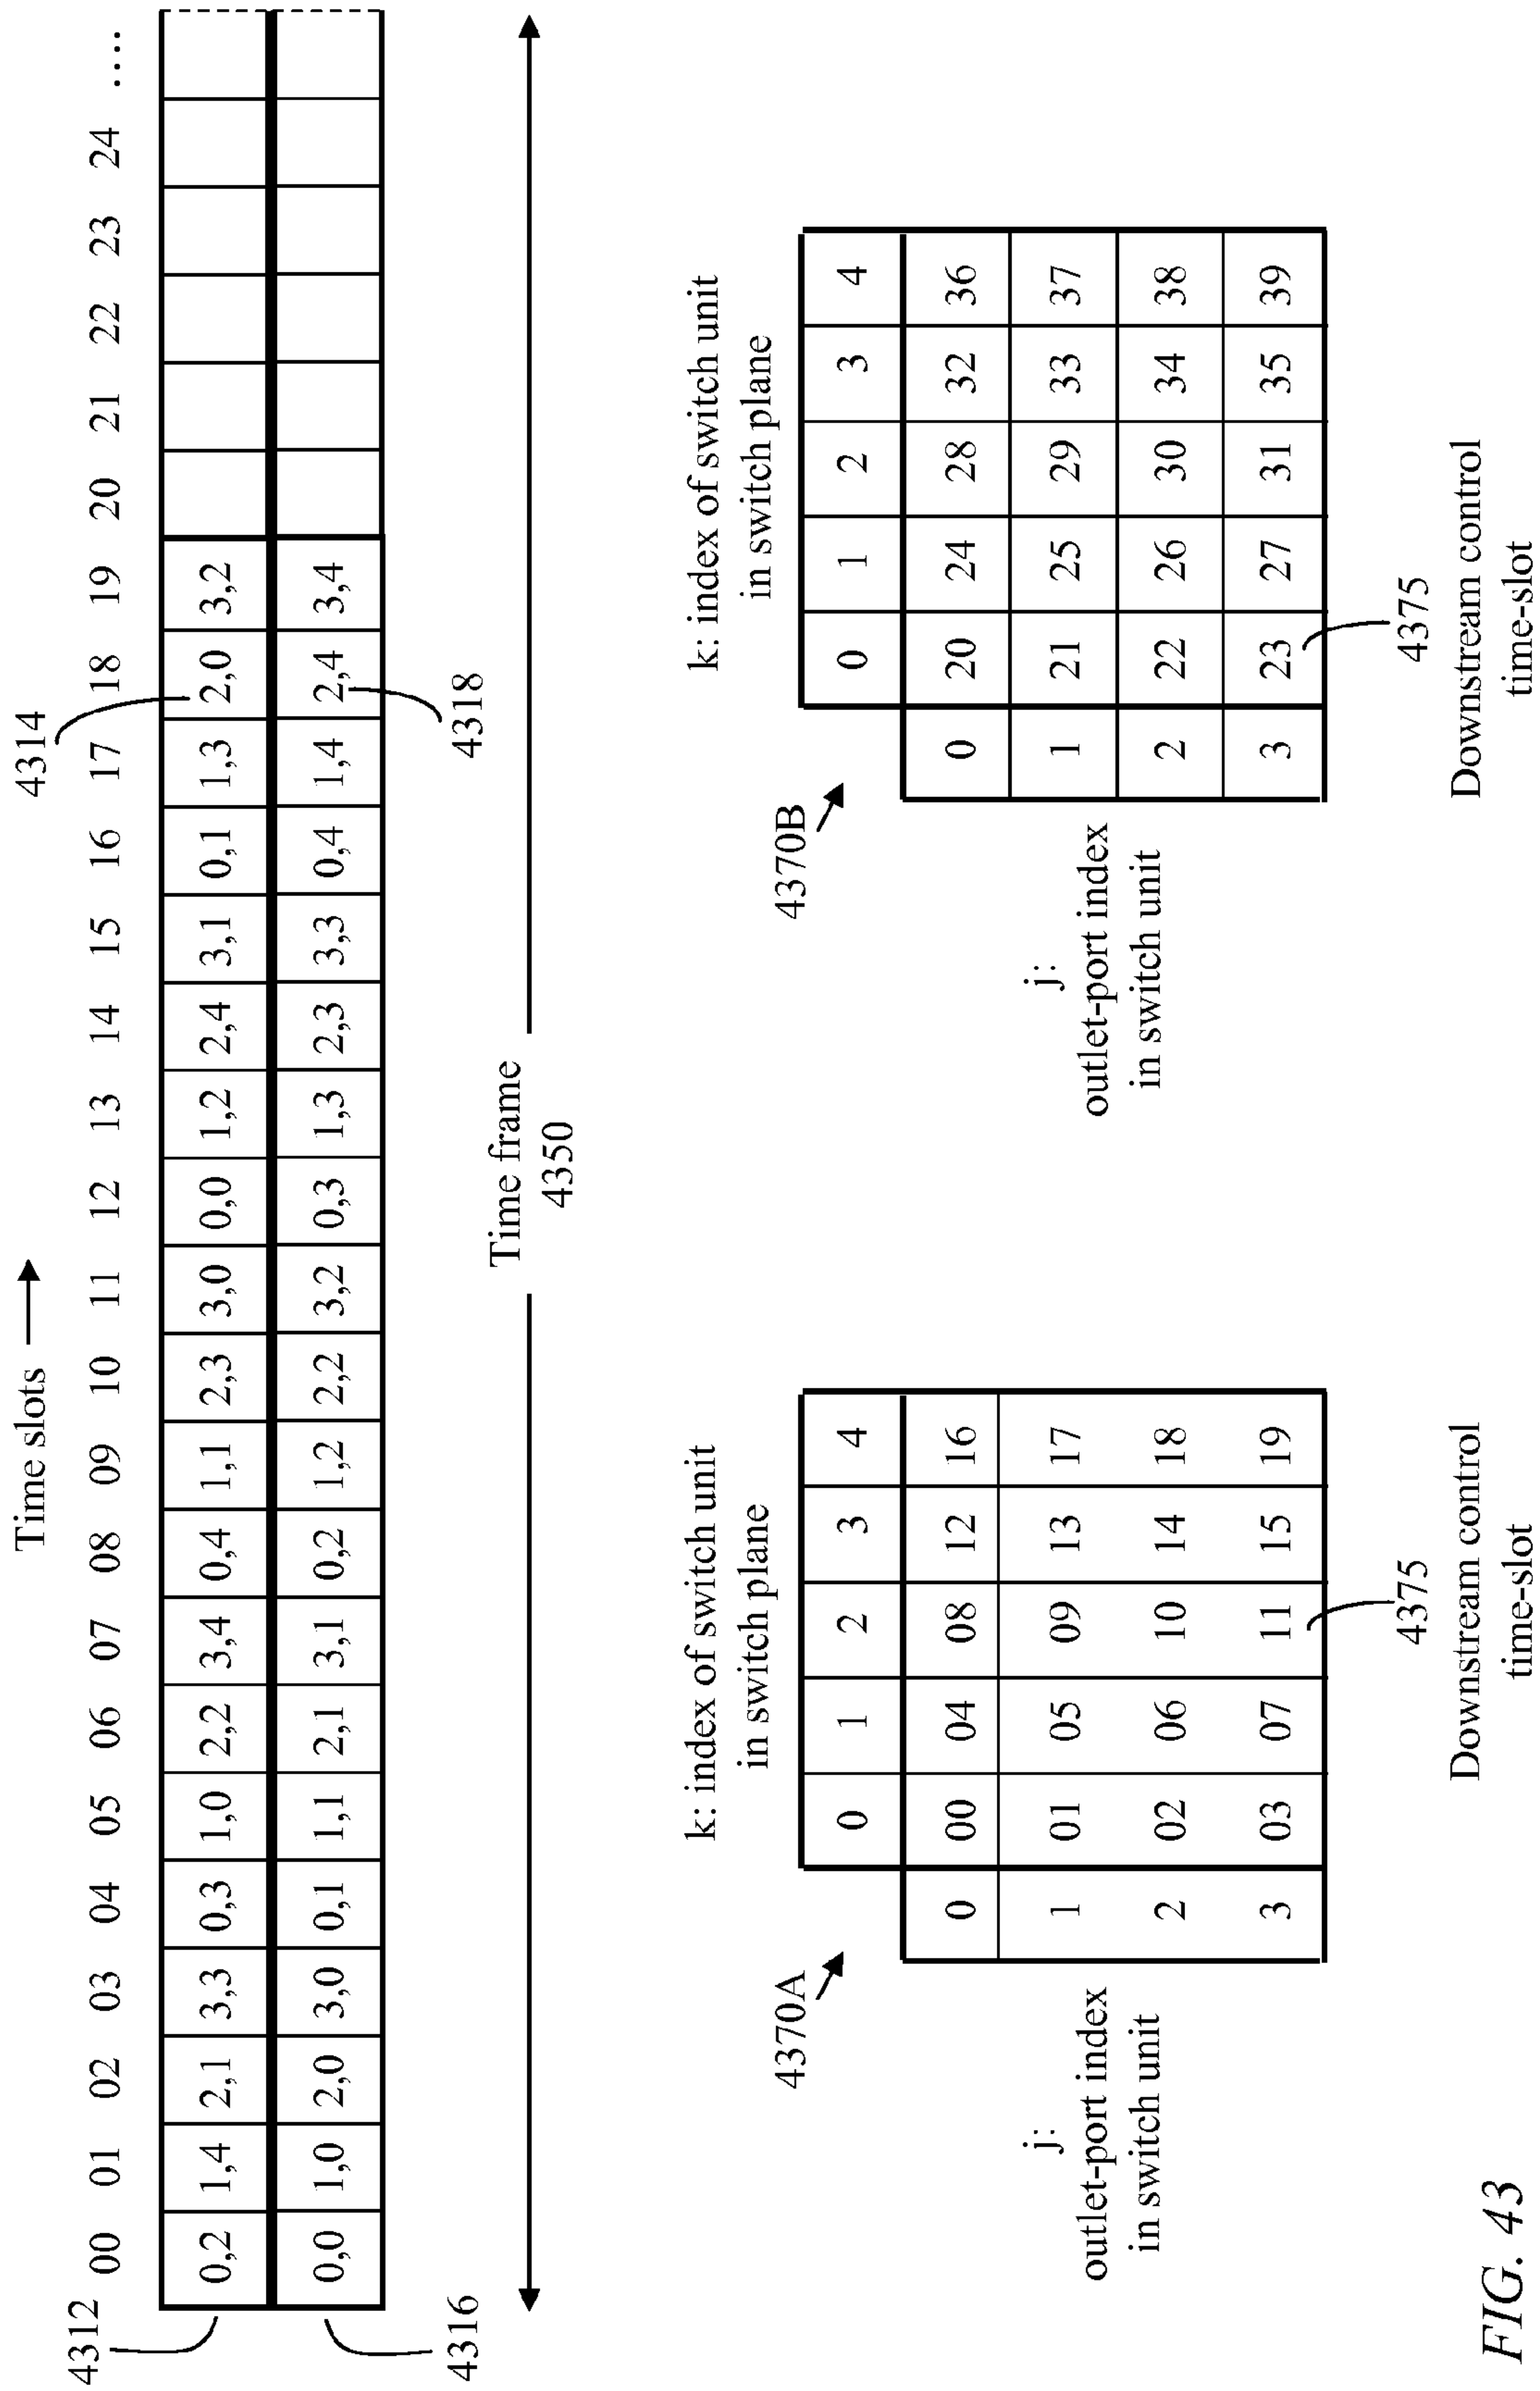 Time slots
4314
00 01 02 03 04 05 06 07 08 09 10 11 12 13 14 15 16 17 18 19 20 21 22 23 24 ....
4312
0,2 1,4 2,1 3,3 0,3 1,0 2,2 3,4 0,4 1,1 2,3 3,0 0,0 1,2 2,4 3,1 0,1 1,3 2,0 3,2
0,0 1,0 2,0 3,0 0,1 1,1 2,1 3,1 0,2 1,2 2,2 3,2 0,3 1,3 2,3 3,3 0,4 1,4 2,4 3,4
4316
4318
Time frame
4350
k: index of switch unit
in switch plane
4370A
0 1 2 3 4
0 00 04 08 12 16
1 01 05 09 13 17
2 02 06 10 14 18
3 03 07 11 15 19
j:
outlet-port index
in switch unit
4375
Downstream control
time-slot
k: index of switch unit
in switch plane
4370B
0 1 2 3 4
0 20 24 28 32 36
1 21 25 29 33 37
2 22 26 30 34 38
3 23 27 31 35 39
j:
outlet-port index
in switch unit
4375
Downstream control
time-slot
FIG. 43